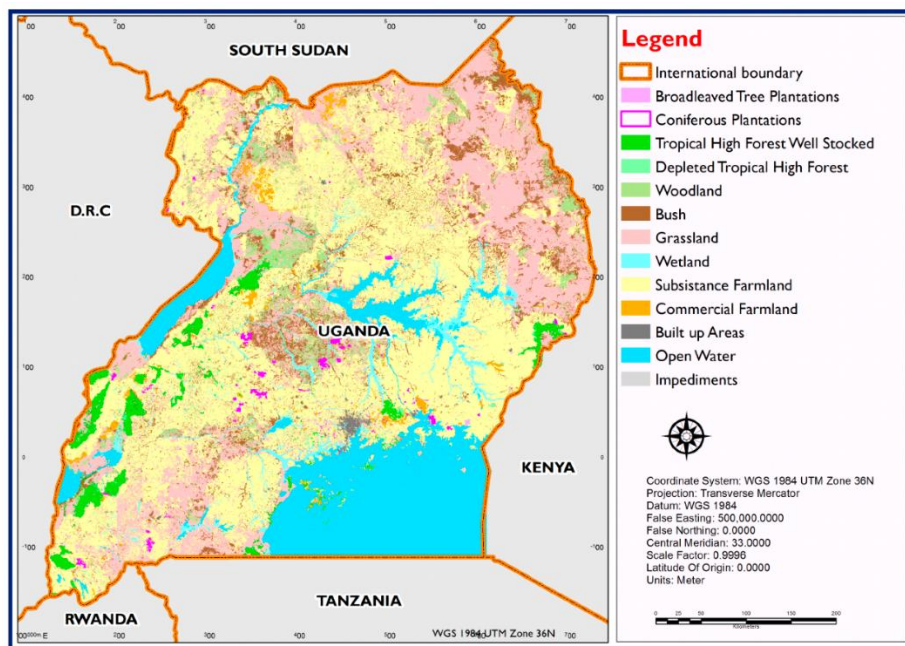 SOUTH SUDAN
D.R.C
UGANDA
KENYA
TANZANIA
RWANDA
WGS 1984 UTM Zone 36N
Legend
International boundary
Broadleaved Tree Plantations
Coniferous Plantations
Tropical High Forest Well Stocked
Depleted Tropical High Forest
Woodland
Bush
Grassland
Wetland
Subsistance Farmland
Commercial Farmland
Built up Areas
Open Water
Impediments
Coordinate System: WGS 1984 UTM Zone 36N
Projection: Transverse Mercator
Datum: WGS 1984
False Easting: 500,000.0000
False Northing: 0.0000
Central Meridian: 33.0000
Scale Factor: 0.9996
Latitude Of Origin: 0.0000
Units: Meter
0 25 50 100 150 200
Kilometers